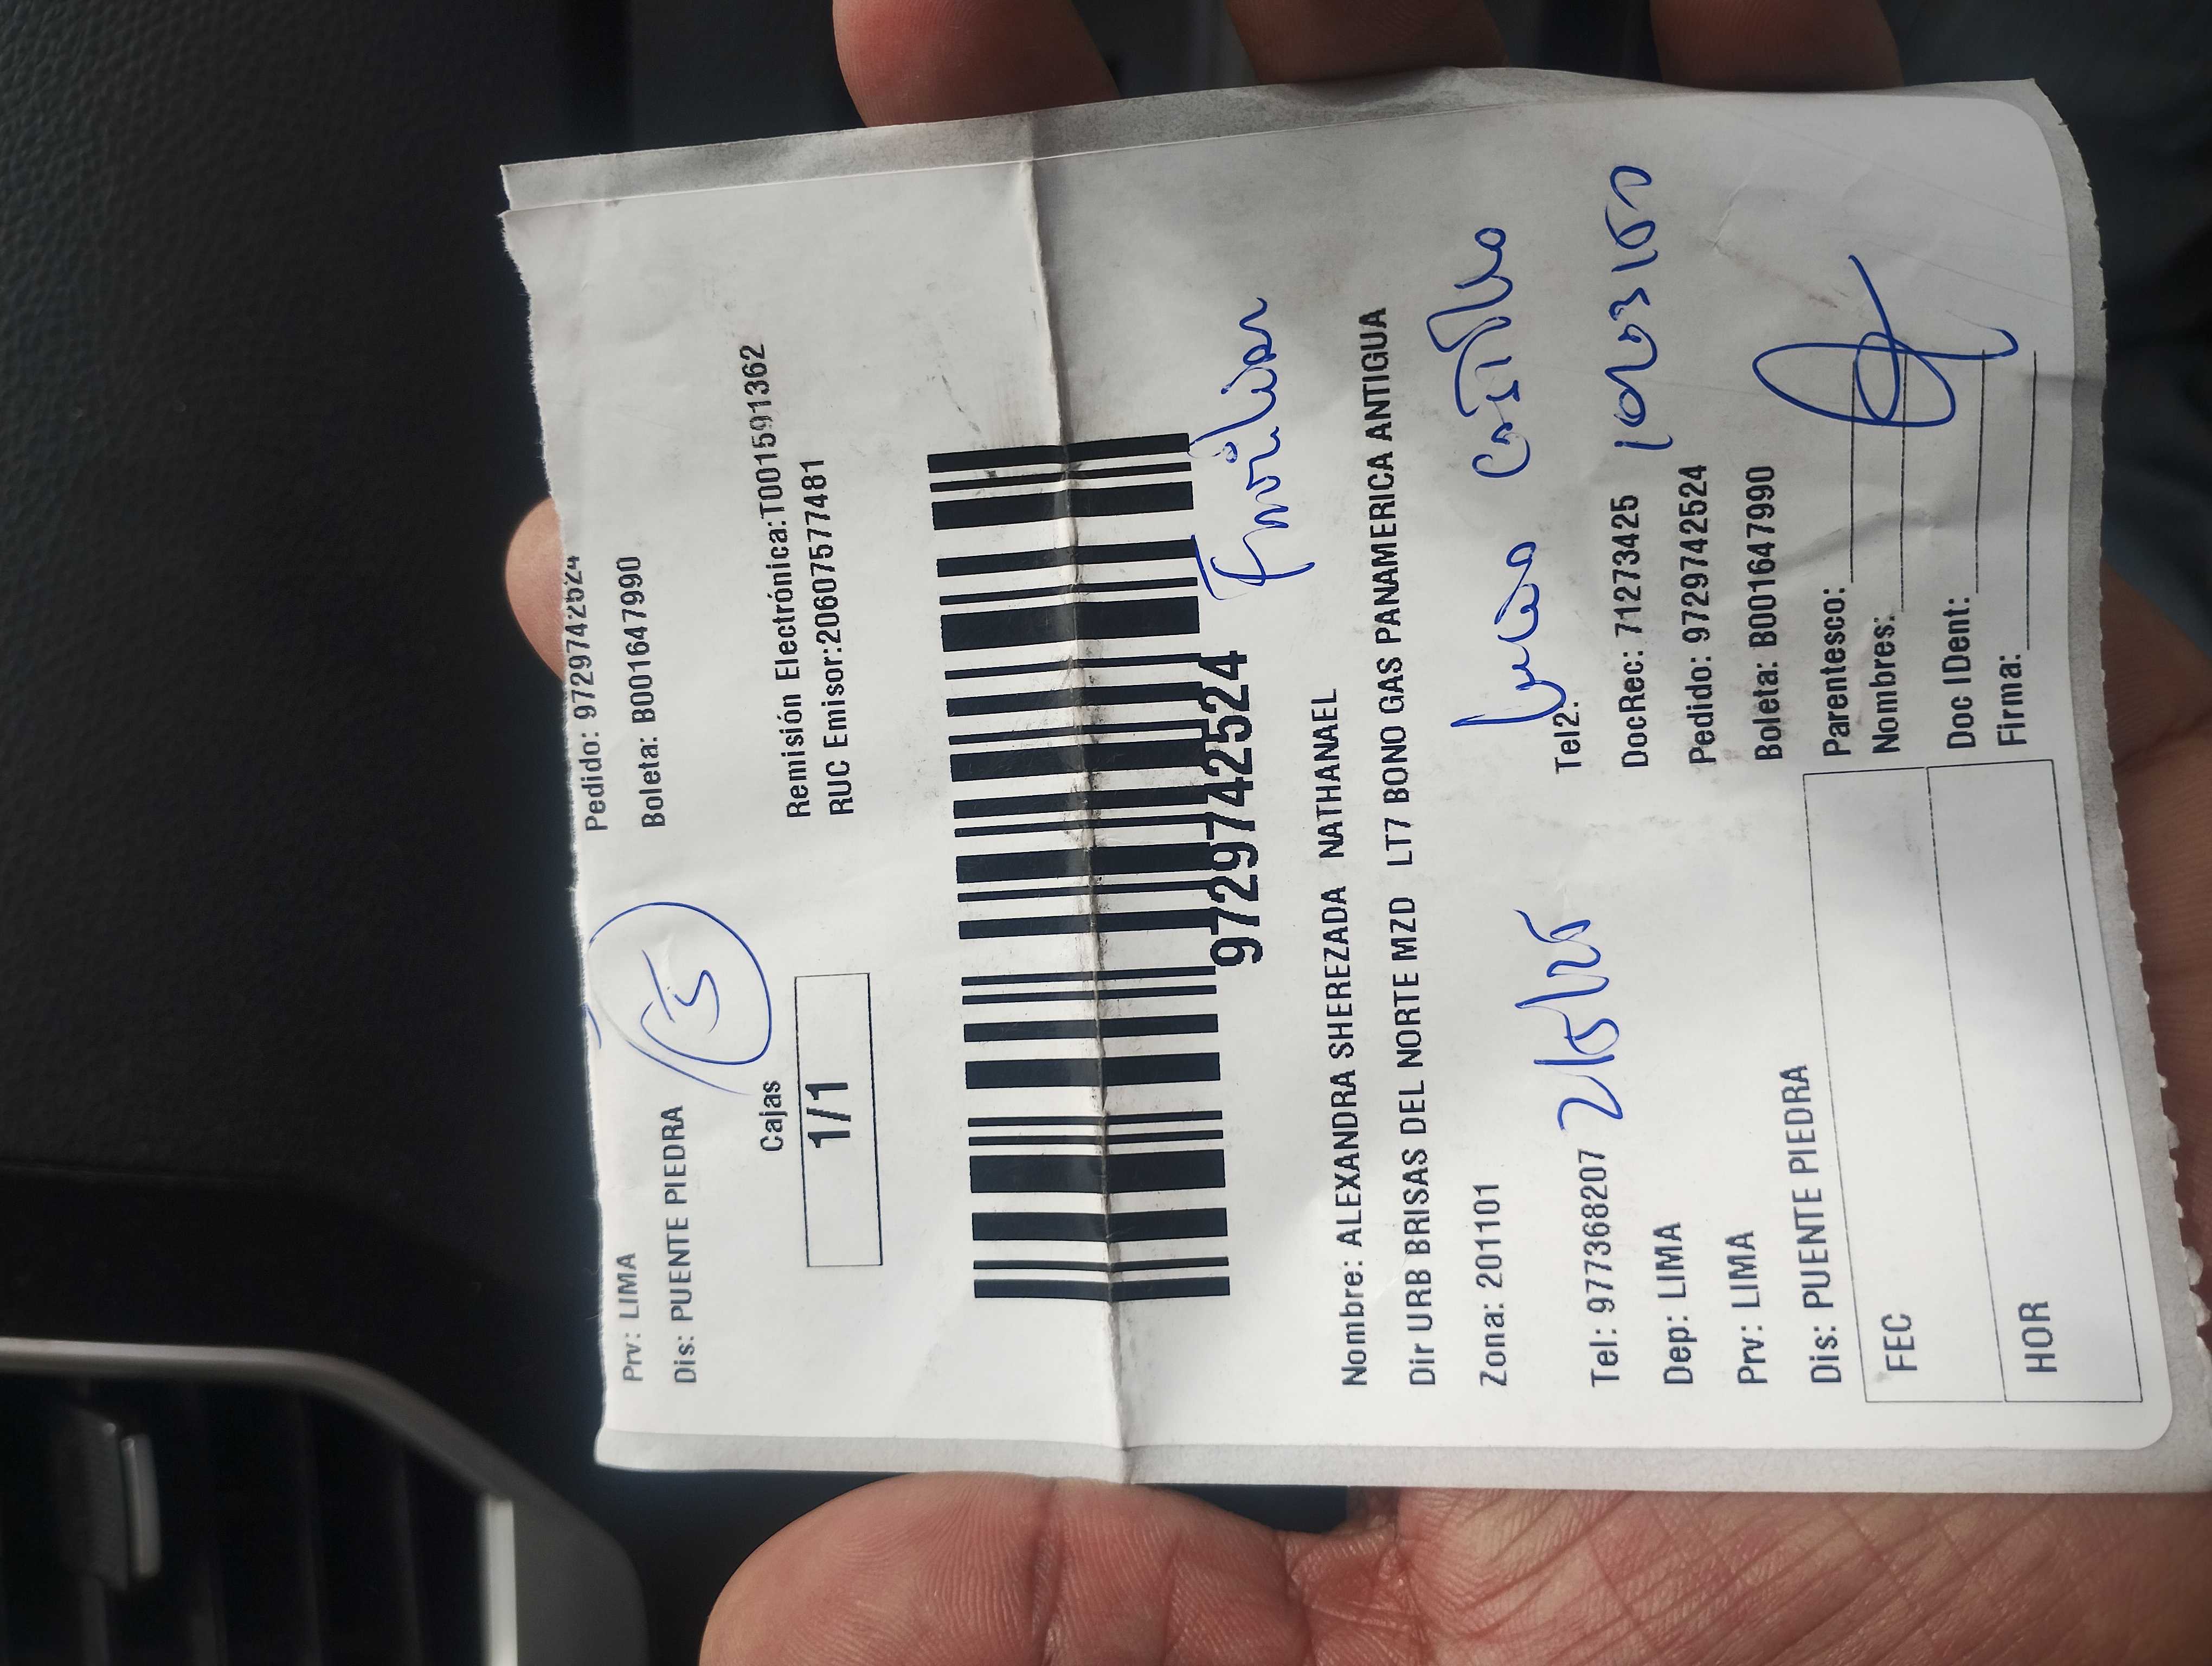 Prv: LIMA
Pedido: 9729742524
Dis: PUENTE PIEDRA
Boleta: B001647990
15
Cajas
1/1
Remisión Electrónica:T001591362
RUC Emisor:20607577481
9729742524
Familiar
Nombre: ALEXANDRA SHEREZADA NATHANAEL
Dir URB BRISAS DEL NORTE MZD LT7 BONO GAS PANAMERICA ANTIGUA
Zona: 201101
Castillo
Tel: 977368207
Tel2:
Dep: LIMA
DocRec: 71273425
Prv: LIMA
Pedido: 9729742524
Dis: PUENTE PIEDRA
Boleta: B001647990
FEC
Parentesco:
Nombres:
HOR
Doc IDent:
Firma: